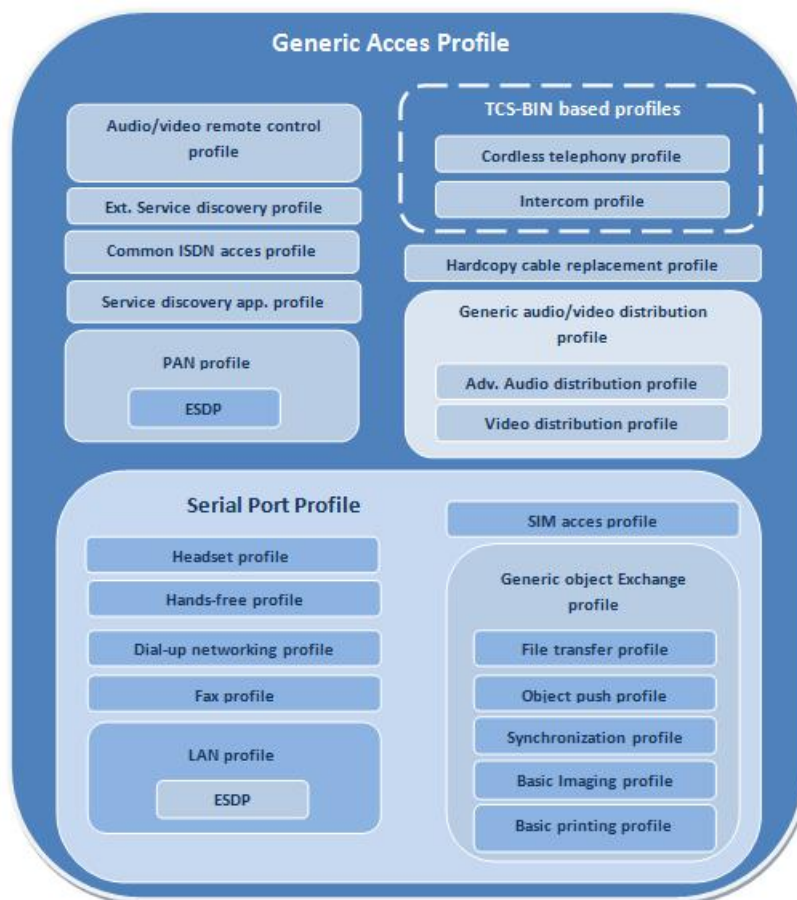 Generic Acces Profile
Audio/video remote control
profile
Ext. Service discovery profile
Common ISDN acces profile
Service discovery app. profile
PAN profile
ESDP
TCS-BIN based profiles
Cordless telephony profile
Intercom profile
Hardcopy cable replacement profile
Generic audio/video distribution
profile
Adv. Audio distribution profile
Video distribution profile
Serial Port Profile
Headset profile
Hands-free profile
Dial-up networking profile
Fax profile
LAN profile
ESDP
SIM acces profile
Generic object Exchange
profile
File transfer profile
Object push profile
Synchronization profile
Basic Imaging profile
Basic printing profile